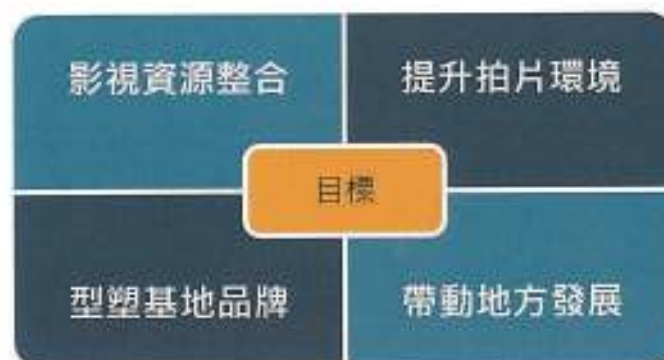 影視資源整合
提升拍片環境
目標
型塑基地品牌
帶動地方發展